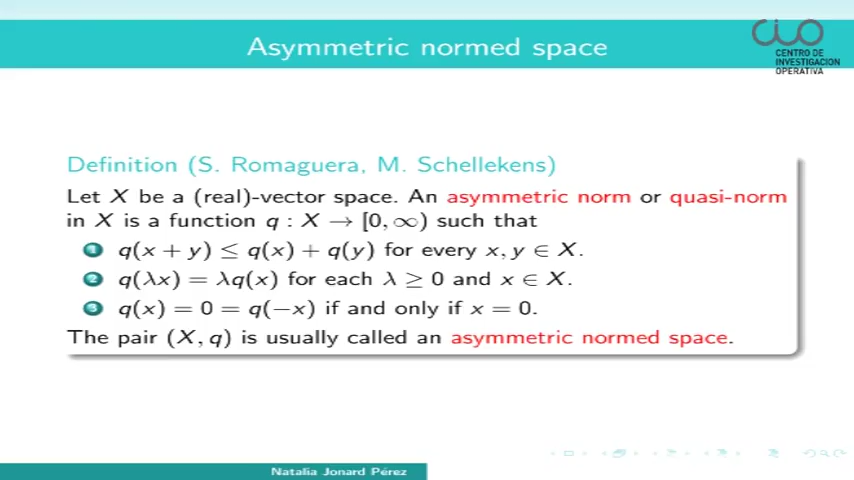 Asymmetric normed space
CIO
CENTRO DE
INVESTIGACION
OPERATIVA
Definition (S. Romaguera, M. Schellekens)
Let X be a (real)-vector space. An asymmetric norm or quasi-norm
in X is a function q : X → [0, ∞) such that
1 q(x + y) ≤ q(x) + q(y) for every x, y ∈ X.
2 q(λx) = λq(x) for each λ ≥ 0 and x ∈ X.
3 q(x) = 0 = q(−x) if and only if x = 0.
The pair (X, q) is usually called an asymmetric normed space.
Natalia Jonard Pérez